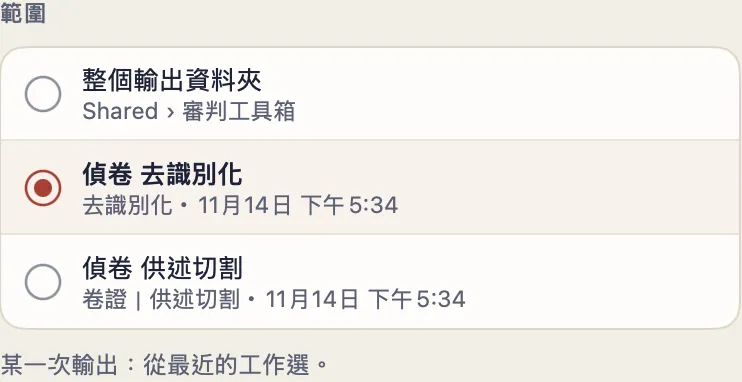 範圍
整個輸出資料夾
Shared › 審判工具箱
偵卷 去識別化
去識別化・11月14日 下午5:34
偵卷 供述切割
卷證 | 供述切割・11月14日 下午5:34
某一次輸出：從最近的工作選。